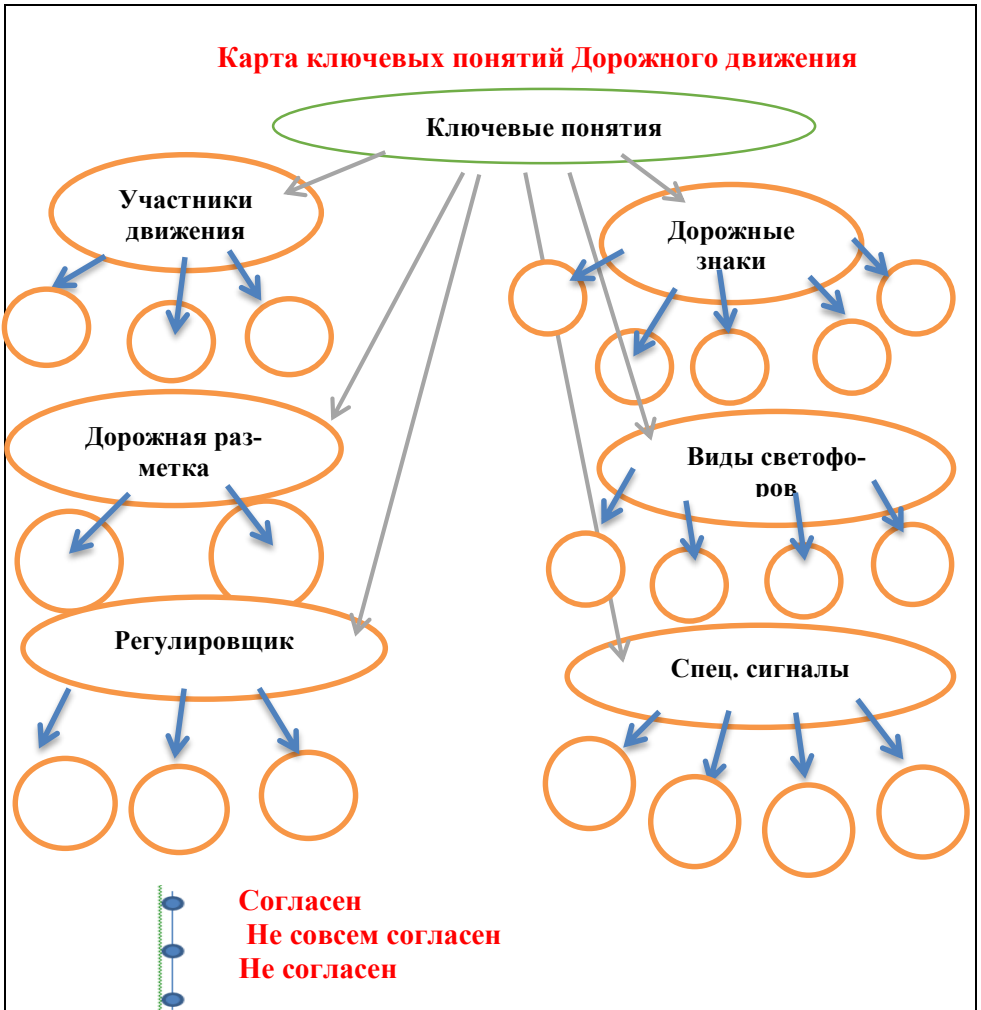 Карта ключевых понятий Дорожного движения
Ключевые понятия
Участники
движения
Дорожные
знаки
Дорожная раз-
метка
Виды светофо-
ров
Регулировщик
Спец. сигналы
Согласен
Не совсем согласен
Не согласен